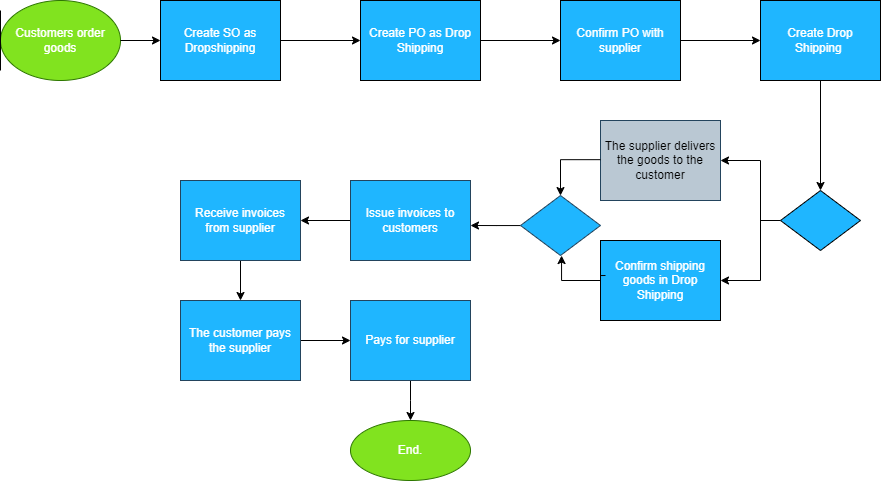 Customers order
goods
Create SO as
Dropshipping
Create PO as Drop
Shipping
Confirm PO with
supplier
Create Drop
Shipping
The supplier delivers
the goods to the
customer
Confirm shipping
goods in Drop
Shipping
Issue invoices to
customers
Receive invoices
from supplier
The customer pays
the supplier
Pays for supplier
End.